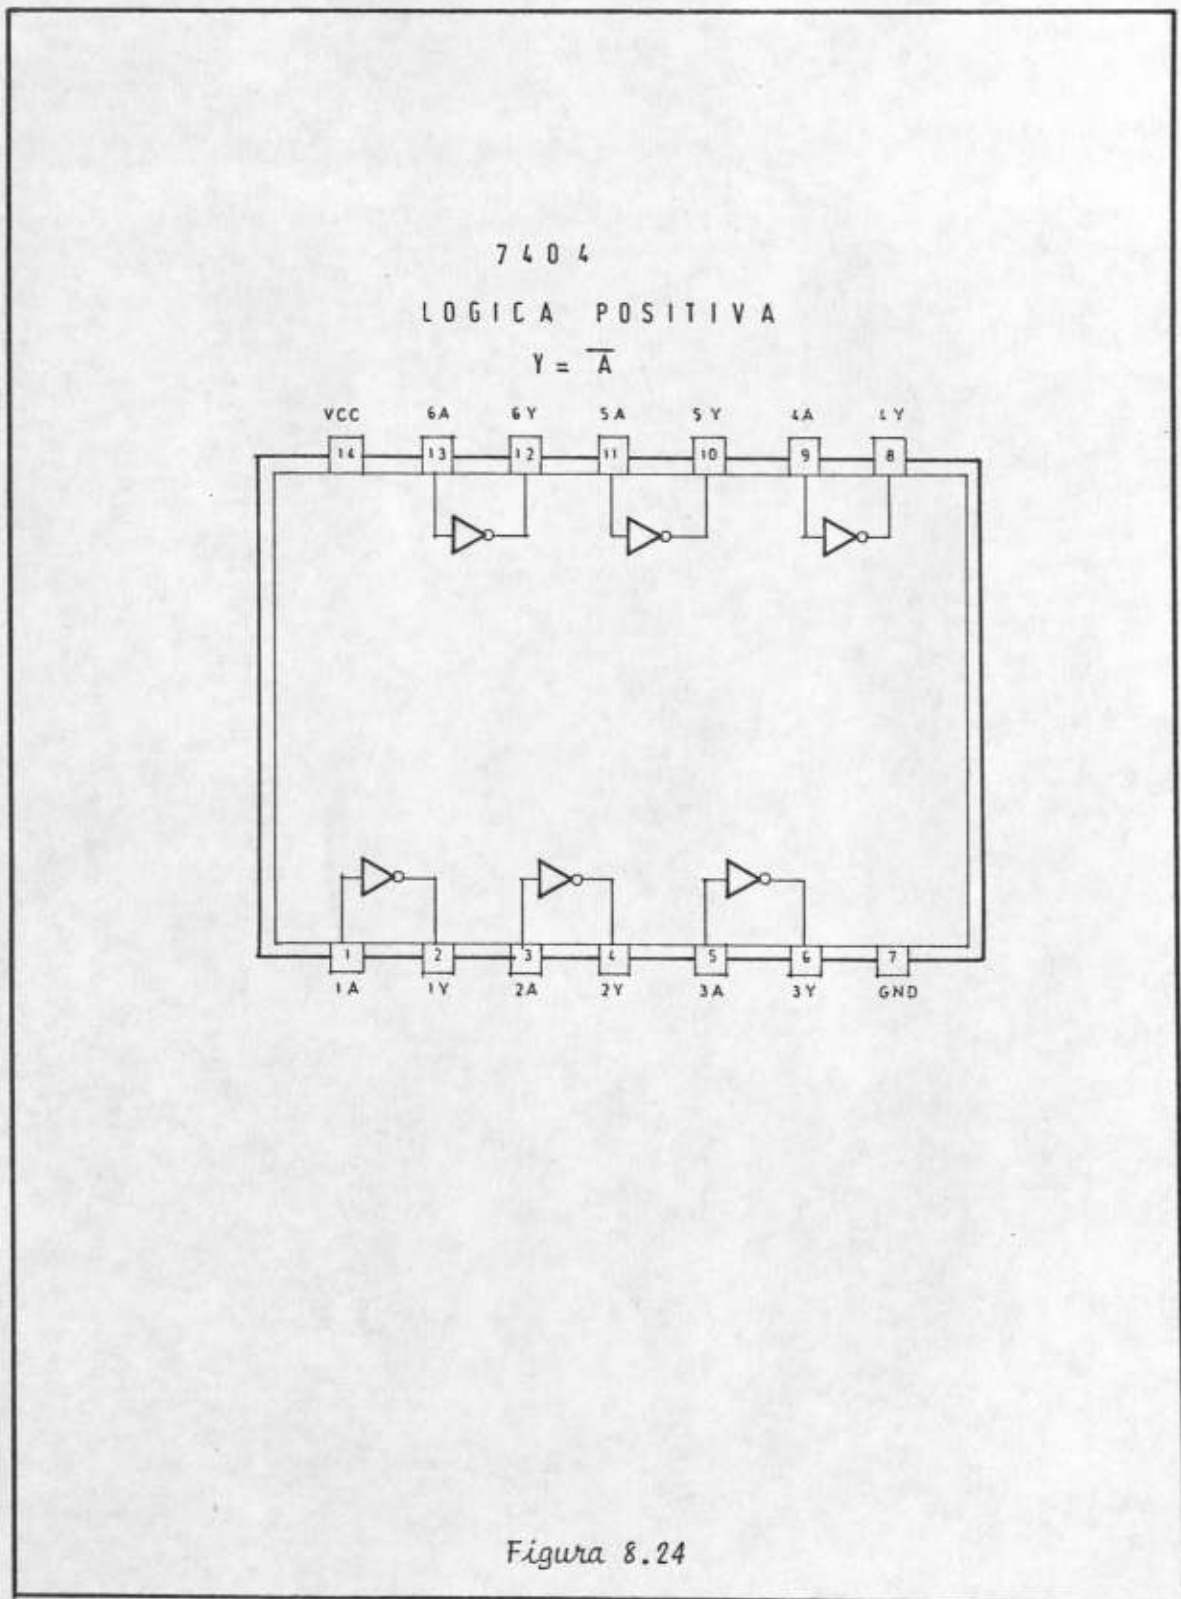 7404
LOGICA POSITIVA
Y = A̅
VCC 6A 6Y 5A 5Y 4A 4Y
14 13 12 11 10 9 8
1 2 3 4 5 6 7
1A 1Y 2A 2Y 3A 3Y GND
Figura 8.24